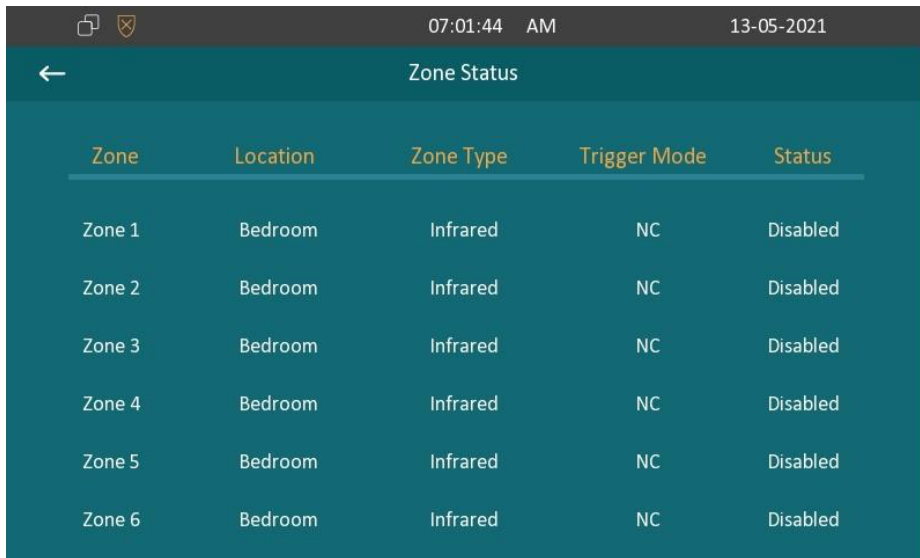 07:01:44 AM 13-05-2021
Zone Status
Zone Location Zone Type Trigger Mode Status
Zone 1 Bedroom Infrared NC Disabled
Zone 2 Bedroom Infrared NC Disabled
Zone 3 Bedroom Infrared NC Disabled
Zone 4 Bedroom Infrared NC Disabled
Zone 5 Bedroom Infrared NC Disabled
Zone 6 Bedroom Infrared NC Disabled